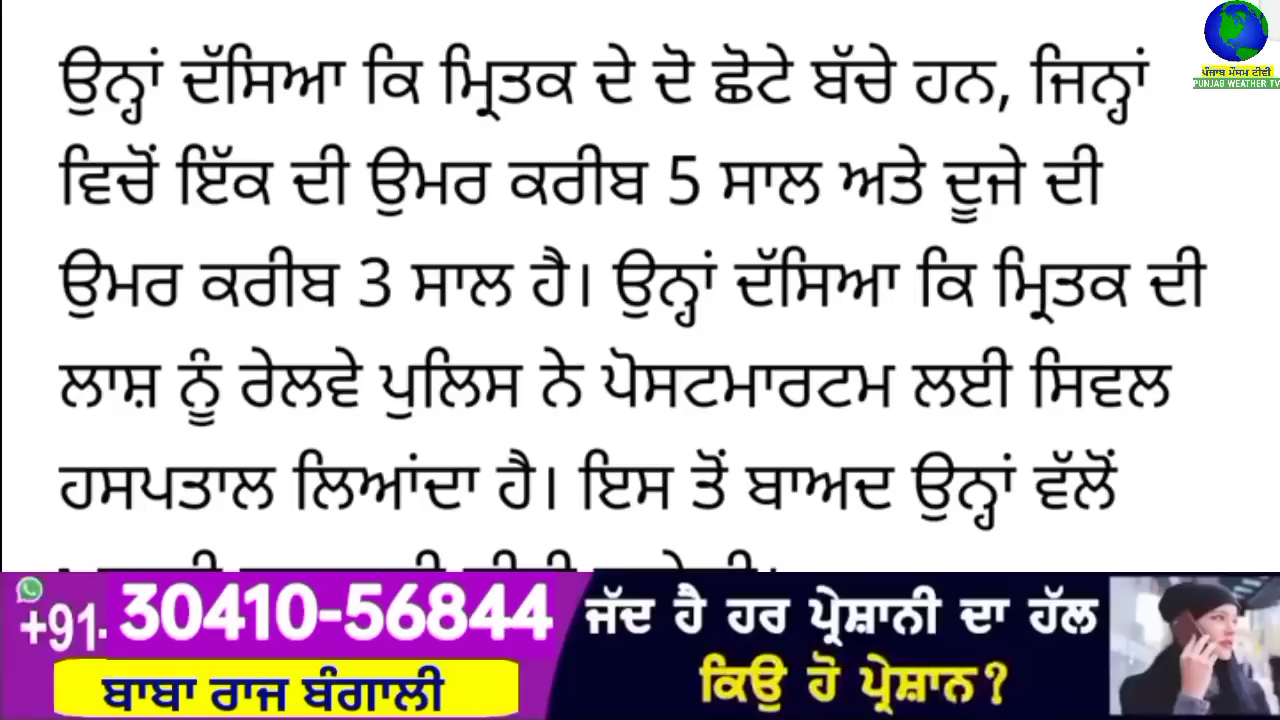 ਉਨ੍ਹਾਂ ਦੱਸਿਆ ਕਿ ਮ੍ਰਿਤਕ ਦੇ ਦੋ ਛੋਟੇ ਬੱਚੇ ਹਨ, ਜਿਨ੍ਹਾਂ
ਵਿਚੋਂ ਇੱਕ ਦੀ ਉਮਰ ਕਰੀਬ 5 ਸਾਲ ਅਤੇ ਦੂਜੇ ਦੀ
ਉਮਰ ਕਰੀਬ 3 ਸਾਲ ਹੈ। ਉਨ੍ਹਾਂ ਦੱਸਿਆ ਕਿ ਮ੍ਰਿਤਕ ਦੀ
ਲਾਸ਼ ਨੂੰ ਰੇਲਵੇ ਪੁਲਿਸ ਨੇ ਪੋਸਟਮਾਰਟਮ ਲਈ ਸਿਵਲ
ਹਸਪਤਾਲ ਲਿਆਂਦਾ ਹੈ। ਇਸ ਤੋਂ ਬਾਅਦ ਉਨ੍ਹਾਂ ਵੱਲੋਂ
ਪੰਜਾਬ ਮੌਸਮ ਟੀਵੀ
PUNJAB WEATHER TV
+91- 30410-56844
ਬਾਬਾ ਰਾਜ ਬੰਗਾਲੀ
ਜੱਦ ਹੈ ਹਰ ਪ੍ਰੇਸ਼ਾਨੀ ਦਾ ਹੱਲ
ਕਿਉ ਹੋ ਪ੍ਰੇਸ਼ਾਨ?